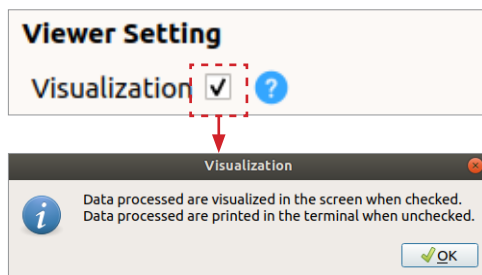 Viewer Setting
Visualization ?
Visualization
Data processed are visualized in the screen when checked.
Data processed are printed in the terminal when unchecked.
OK